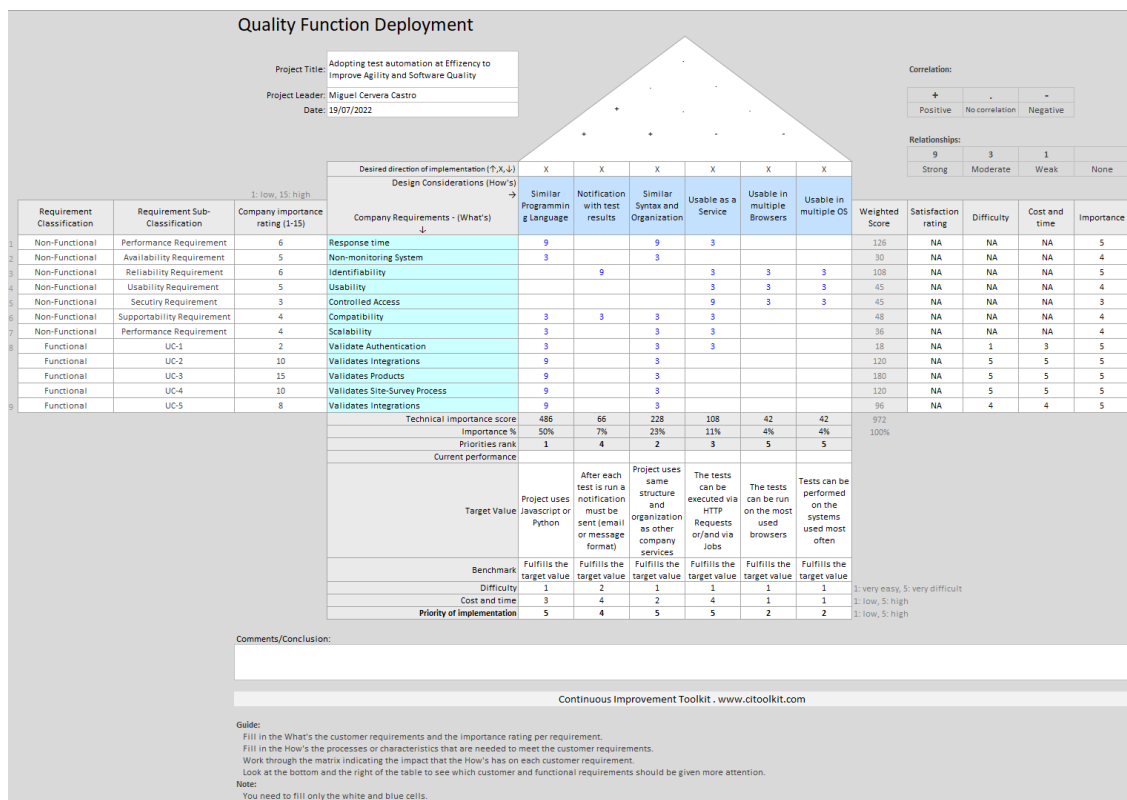 Quality Function Deployment
Project Title: Adopting test automation at Effizency to
Improve Agility and Software Quality
Project Leader: Miguel Cervera Castro
Date: 19/07/2022
Correlation:
+ . -
Positive No correlation Negative
Relationships:
9 3 1
Strong Moderate Weak None
.
. .
+ . .
+ + - -
Desired direction of implementation (↑,X,↓) X X X X X X
1: low, 15: high
Design Considerations (How's)
→
Company Requirements - (What's)
↓
Requirement Classification
Requirement Sub-Classification
Company importance rating (1-15)
Similar Programmin g Language
Notification with test results
Similar Syntax and Organization
Usable as a Service
Usable in multiple Browsers
Usable in multiple OS
Weighted Score
Satisfaction rating
Difficulty
Cost and time
Importance
1 Non-Functional Performance Requirement 6 Response time 9 9 3 126 NA NA NA 5
2 Non-Functional Availability Requirement 5 Non-monitoring System 3 3 30 NA NA NA 4
3 Non-Functional Reliability Requirement 6 Identifiability 9 3 3 3 108 NA NA NA 5
4 Non-Functional Usability Requirement 5 Usability 3 3 3 45 NA NA NA 4
5 Non-Functional Secutiry Requirement 3 Controlled Access 9 3 3 45 NA NA NA 3
6 Non-Functional Supportability Requirement 4 Compatibility 3 3 3 3 48 NA NA NA 4
7 Non-Functional Performance Requirement 4 Scalability 3 3 3 36 NA NA NA 4
8 Functional UC-1 2 Validate Authentication 3 3 3 18 NA 1 3 5
Functional UC-2 10 Validates Integrations 9 3 120 NA 5 5 5
Functional UC-3 15 Validates Products 9 3 180 NA 5 5 5
Functional UC-4 10 Validates Site-Survey Process 9 3 120 NA 5 5 5
9 Functional UC-5 8 Validates Integrations 9 3 96 NA 4 4 5
Technical importance score 486 66 228 108 42 42 972
Importance % 50% 7% 23% 11% 4% 4% 100%
Priorities rank 1 4 2 3 5 5
Current performance
Target Value
Project uses Javascript or Python
After each test is run a notification must be sent (email or message format)
Project uses same structure and organization as other company services
The tests can be executed via HTTP Requests or/and via Jobs
The tests can be run on the most used browsers
Tests can be performed on the systems used most often
Benchmark
Fulfills the target value
Fulfills the target value
Fulfills the target value
Fulfills the target value
Fulfills the target value
Fulfills the target value
Difficulty 1 2 1 1 1 1 1: very easy, 5: very difficult
Cost and time 3 4 2 4 1 1 1: low, 5: high
Priority of implementation 5 4 5 5 2 2 1: low, 5: high
Comments/Conclusion:
Continuous Improvement Toolkit . www.citoolkit.com
Guide:
Fill in the What's the customer requirements and the importance rating per requirement.
Fill in the How's the processes or characteristics that are needed to meet the customer requirements.
Work through the matrix indicating the impact that the How's has on each customer requirement.
Look at the bottom and the right of the table to see which customer and functional requirements should be given more attention.
Note:
You need to fill only the white and blue cells.